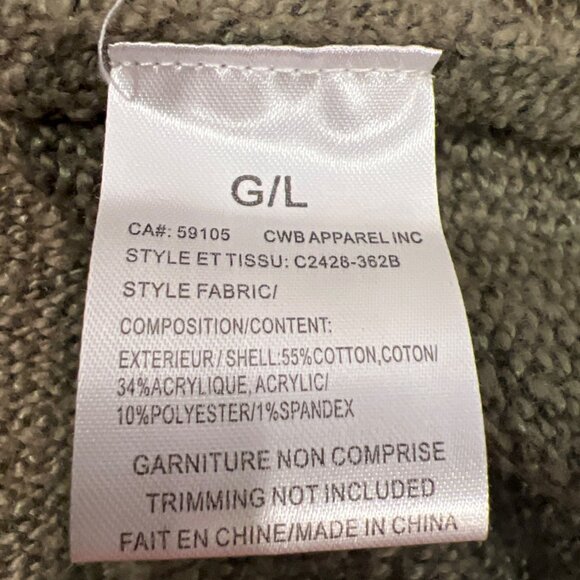 G/L
CA#: 59105 CWB APPAREL INC
STYLE ET TISSU: C2428-362B
STYLE FABRIC/
COMPOSITION/CONTENT:
EXTERIEUR/SHELL:55%COTTON,COTON/
34%ACRYLIQUE, ACRYLIC/
10%POLYESTER/1%SPANDEX
GARNITURE NON COMPRISE
TRIMMING NOT INCLUDED
FAIT EN CHINE/MADE IN CHINA